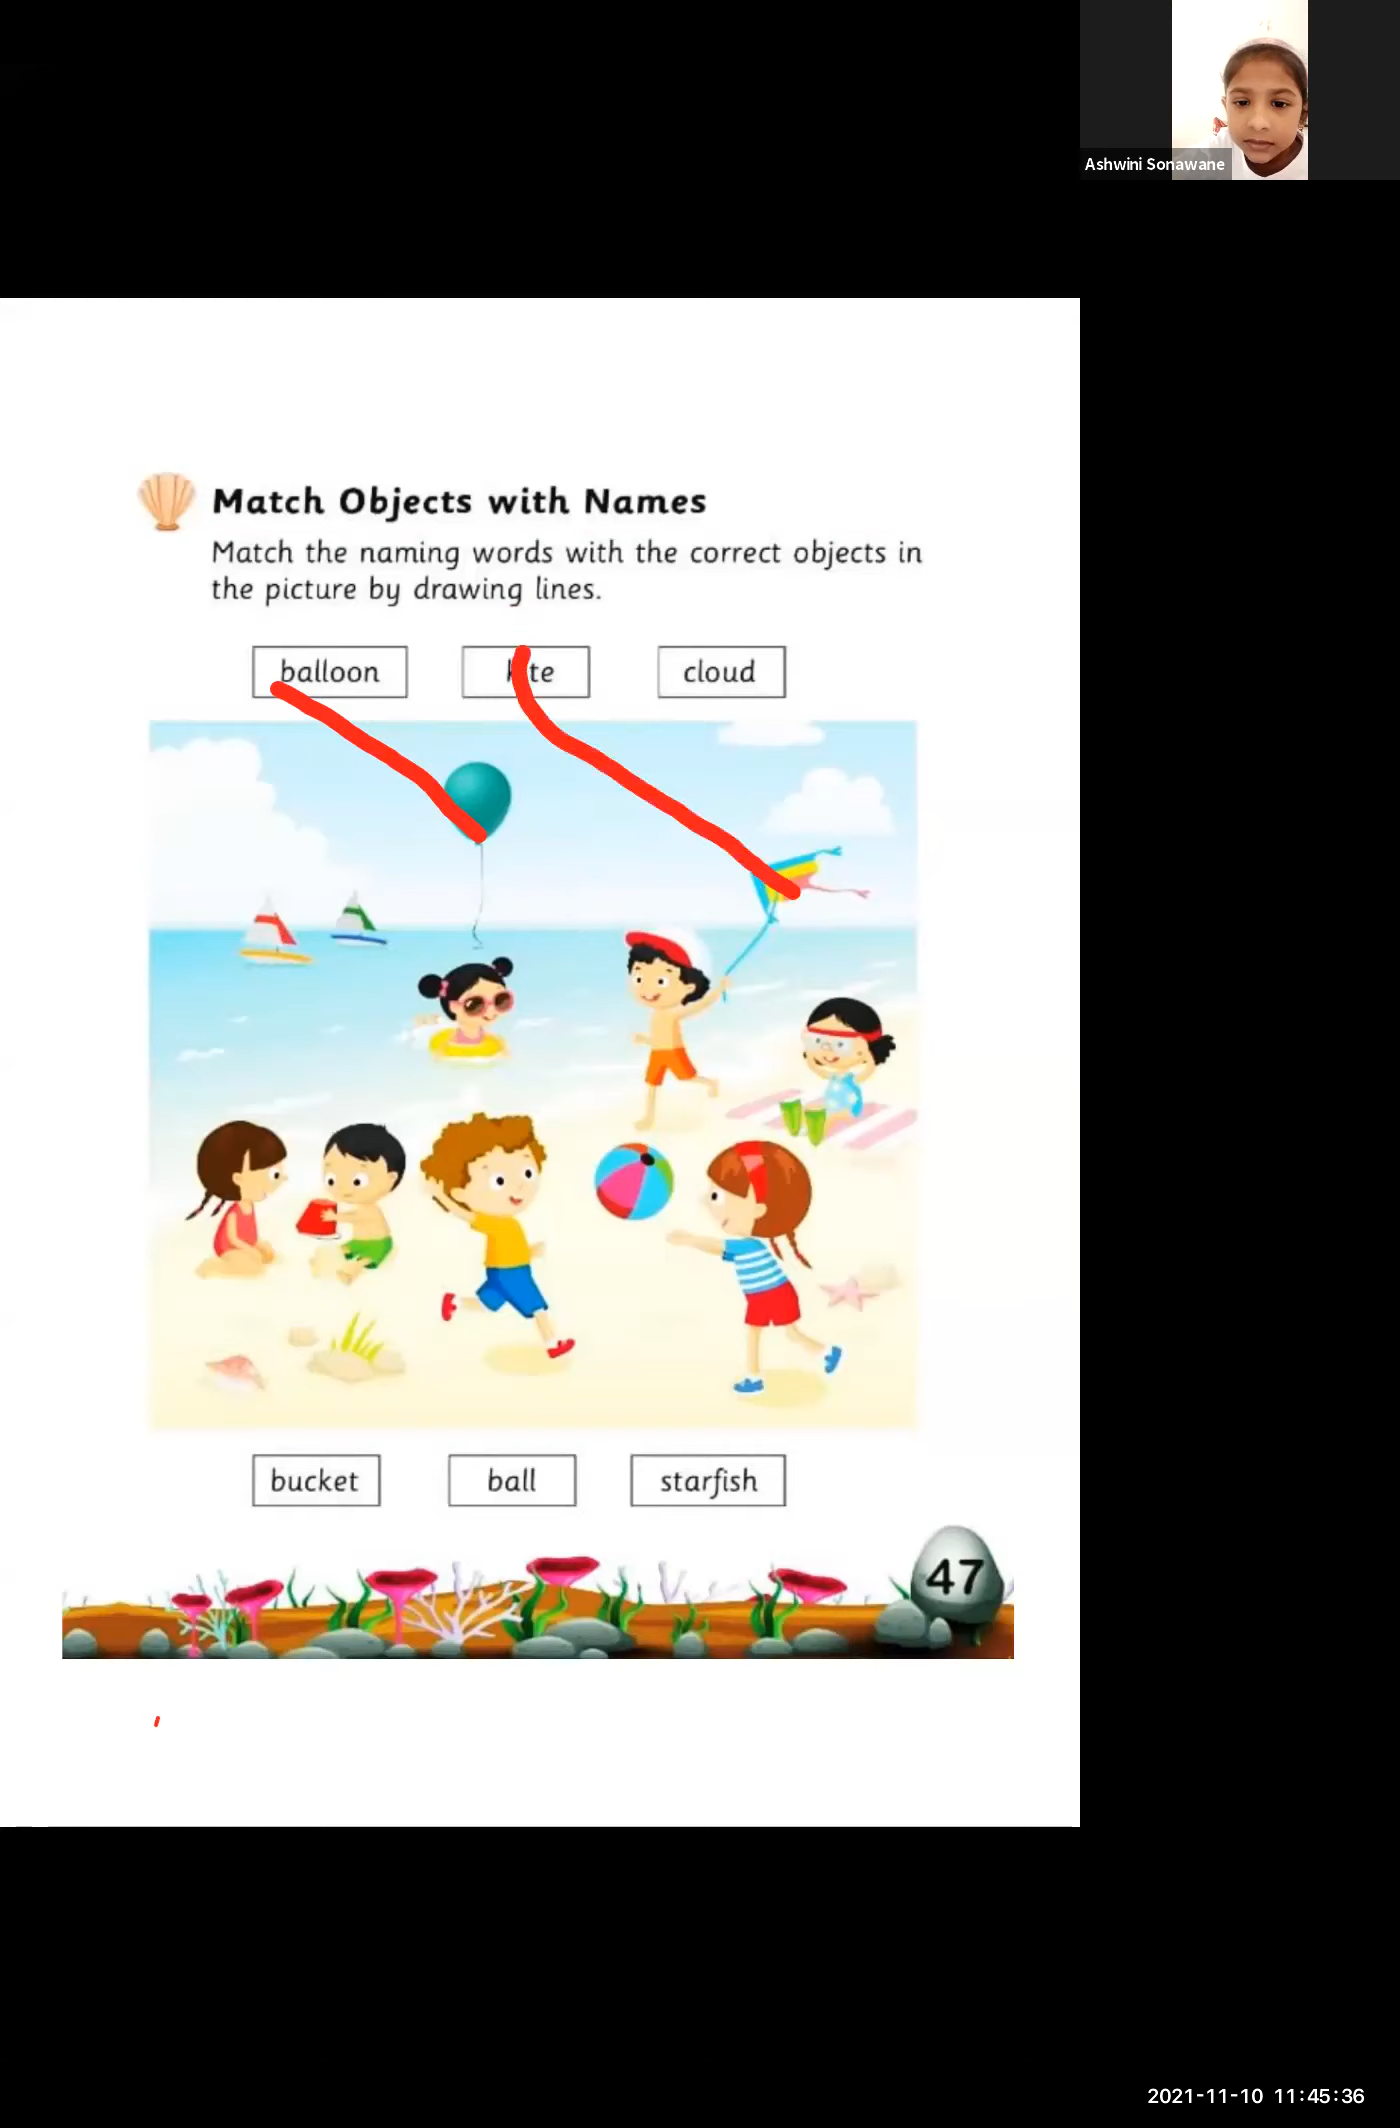 Ashwini Sonawane
Match Objects with Names
Match the naming words with the correct objects in
the picture by drawing lines.
balloon kite cloud
bucket ball starfish
47
2021-11-10 11:45:36